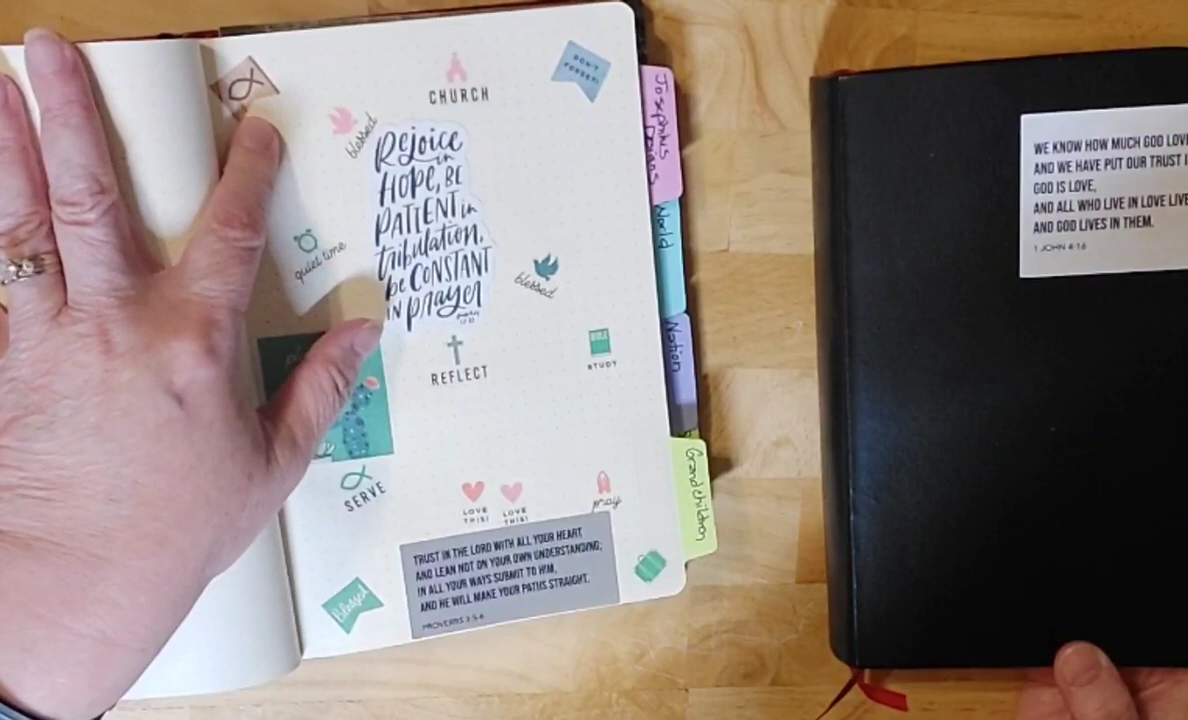 DON'T
FORGET!
CHURCH
blessed
Rejoice
in
HOPE, BE
PATIENT in
tribulation,
be CONSTANT
IN prayer
quiet time
blessed
REFLECT
BIBLE
STUDY
SERVE
LOVE
THIS!
LOVE
THIS!
pray
TRUST IN THE LORD WITH ALL YOUR HEART
AND LEAN NOT ON YOUR OWN UNDERSTANDING;
IN ALL YOUR WAYS SUBMIT TO HIM,
AND HE WILL MAKE YOUR PATHS STRAIGHT.
PROVERBS 3:5-6
blessed
World
Nation
Grandchildren
WE KNOW HOW MUCH GOD LOVE
AND WE HAVE PUT OUR TRUST I
GOD IS LOVE,
AND ALL WHO LIVE IN LOVE LIVE
AND GOD LIVES IN THEM.
1 JOHN 4:16